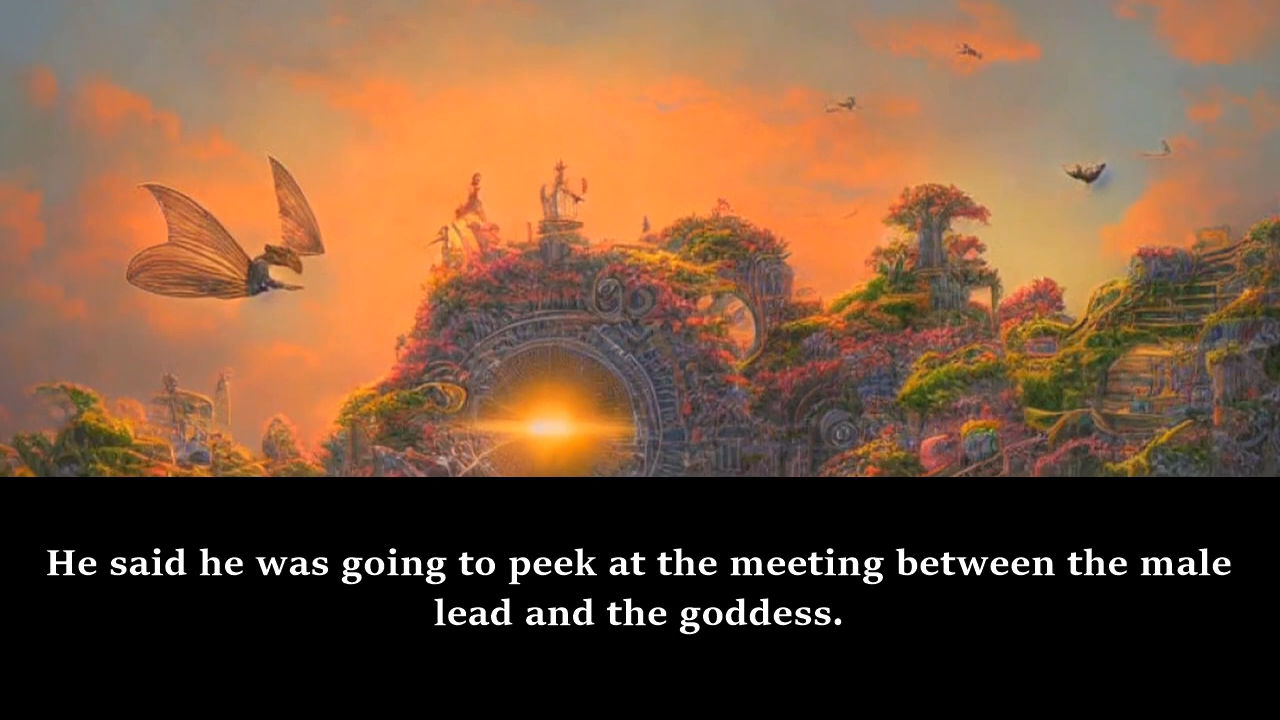 He said he was going to peek at the meeting between the male
lead and the goddess.